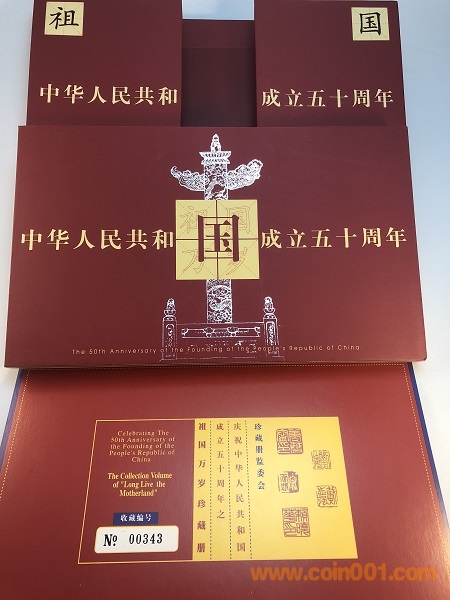 祖
国
中华人民共和
成立五十周年
祖国
万岁
中华人民共和国成立五十周年
The 50th Anniversary of the Founding of the People's Republic of China
Celebrating The
50th Anniversary of
the Founding of the
People's Republic of
China
The Collection Volume
of "Long Live the
Motherland"
收藏编号
№ 00343
珍藏册监委会
庆祝中华人民共和国
成立五十周年之
祖国万岁珍藏册
www.coin001.com